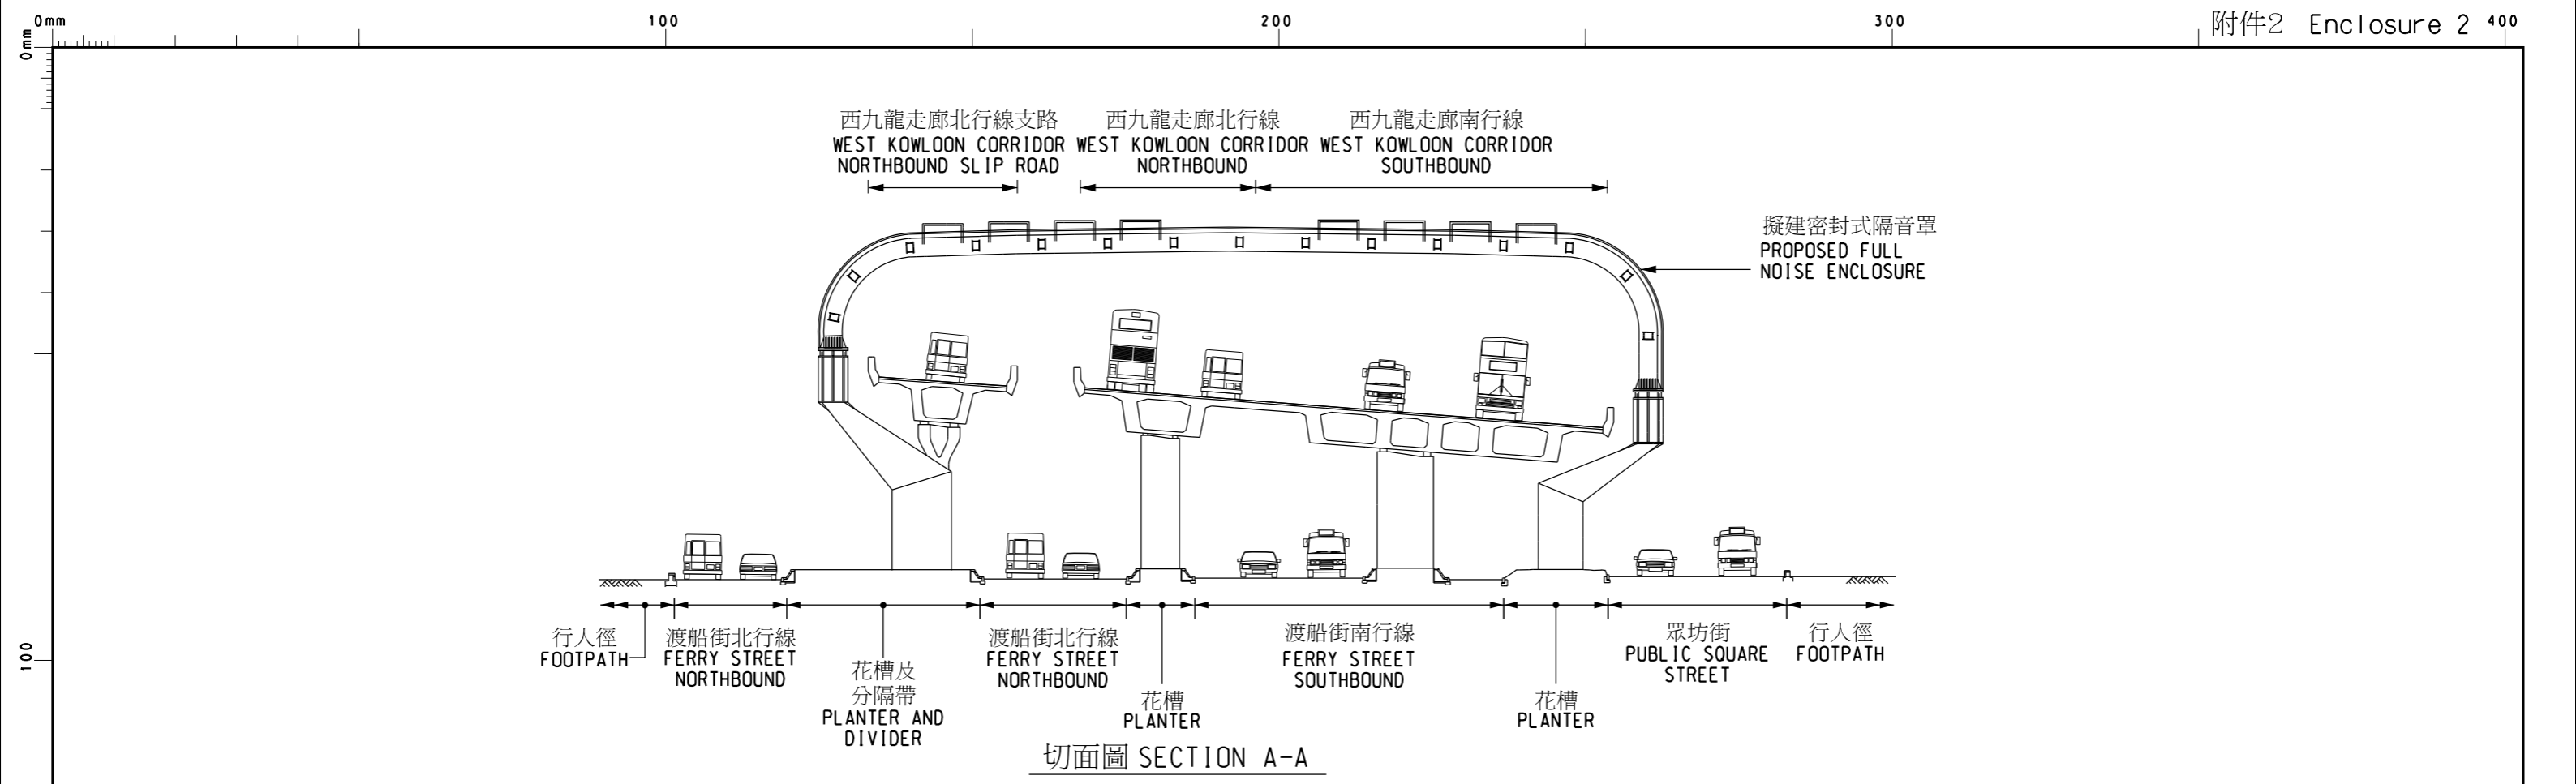 0mm
100
200
300
附件2 Enclosure 2
400
0mm
100
西九龍走廊北行線支路
WEST KOWLOON CORRIDOR
NORTHBOUND SLIP ROAD
西九龍走廊北行線
WEST KOWLOON CORRIDOR
NORTHBOUND
西九龍走廊南行線
WEST KOWLOON CORRIDOR
SOUTHBOUND
擬建密封式隔音罩
PROPOSED FULL
NOISE ENCLOSURE
行人徑
FOOTPATH
渡船街北行線
FERRY STREET
NORTHBOUND
花槽及
分隔帶
PLANTER AND
DIVIDER
渡船街北行線
FERRY STREET
NORTHBOUND
花槽
PLANTER
渡船街南行線
FERRY STREET
SOUTHBOUND
花槽
PLANTER
眾坊街
PUBLIC SQUARE
STREET
行人徑
FOOTPATH
切面圖 SECTION A-A